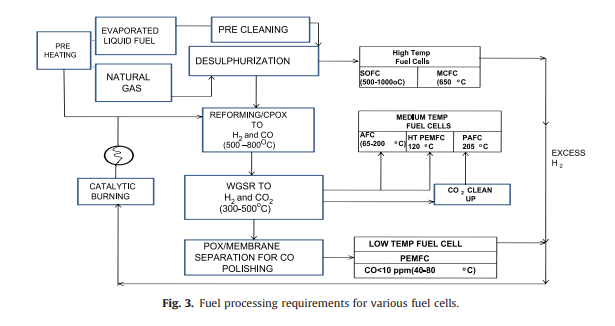 PRE
HEATING
EVAPORATED
LIQUID FUEL
NATURAL
GAS
PRE CLEANING
DESULPHURIZATION
High Temp
Fuel Cells
SOFC
(500-1000oC)
MCFC
(650 °C
REFORMING/CPOX
TO
H2 and CO
(500–800°C)
MEDIUM TEMP
FUEL CELLS
AFC
(65-200 °C)
HT PEMFC
120 °C
PAFC
205 °C
EXCESS
H2
CATALYTIC
BURNING
WGSR TO
H2 and CO2
(300-500°C)
CO2 CLEAN
UP
POX/MEMBRANE
SEPARATION FOR CO
POLISHING
LOW TEMP FUEL CELL
PEMFC
CO<10 ppm(40-80 °C)
Fig. 3. Fuel processing requirements for various fuel cells.